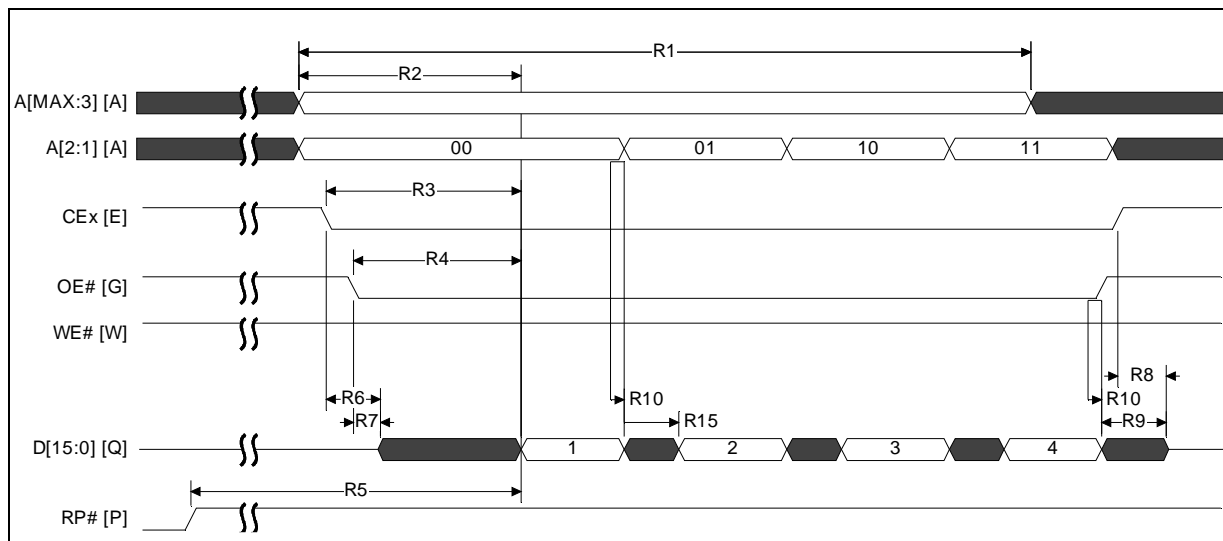 R1
R2
A[MAX:3] [A]
A[2:1] [A]
00
01
10
11
R3
CEx [E]
R4
OE# [G]
WE# [W]
R8
R6
R10
R10
R7
R15
R9
D[15:0] [Q]
1
2
3
4
R5
RP# [P]